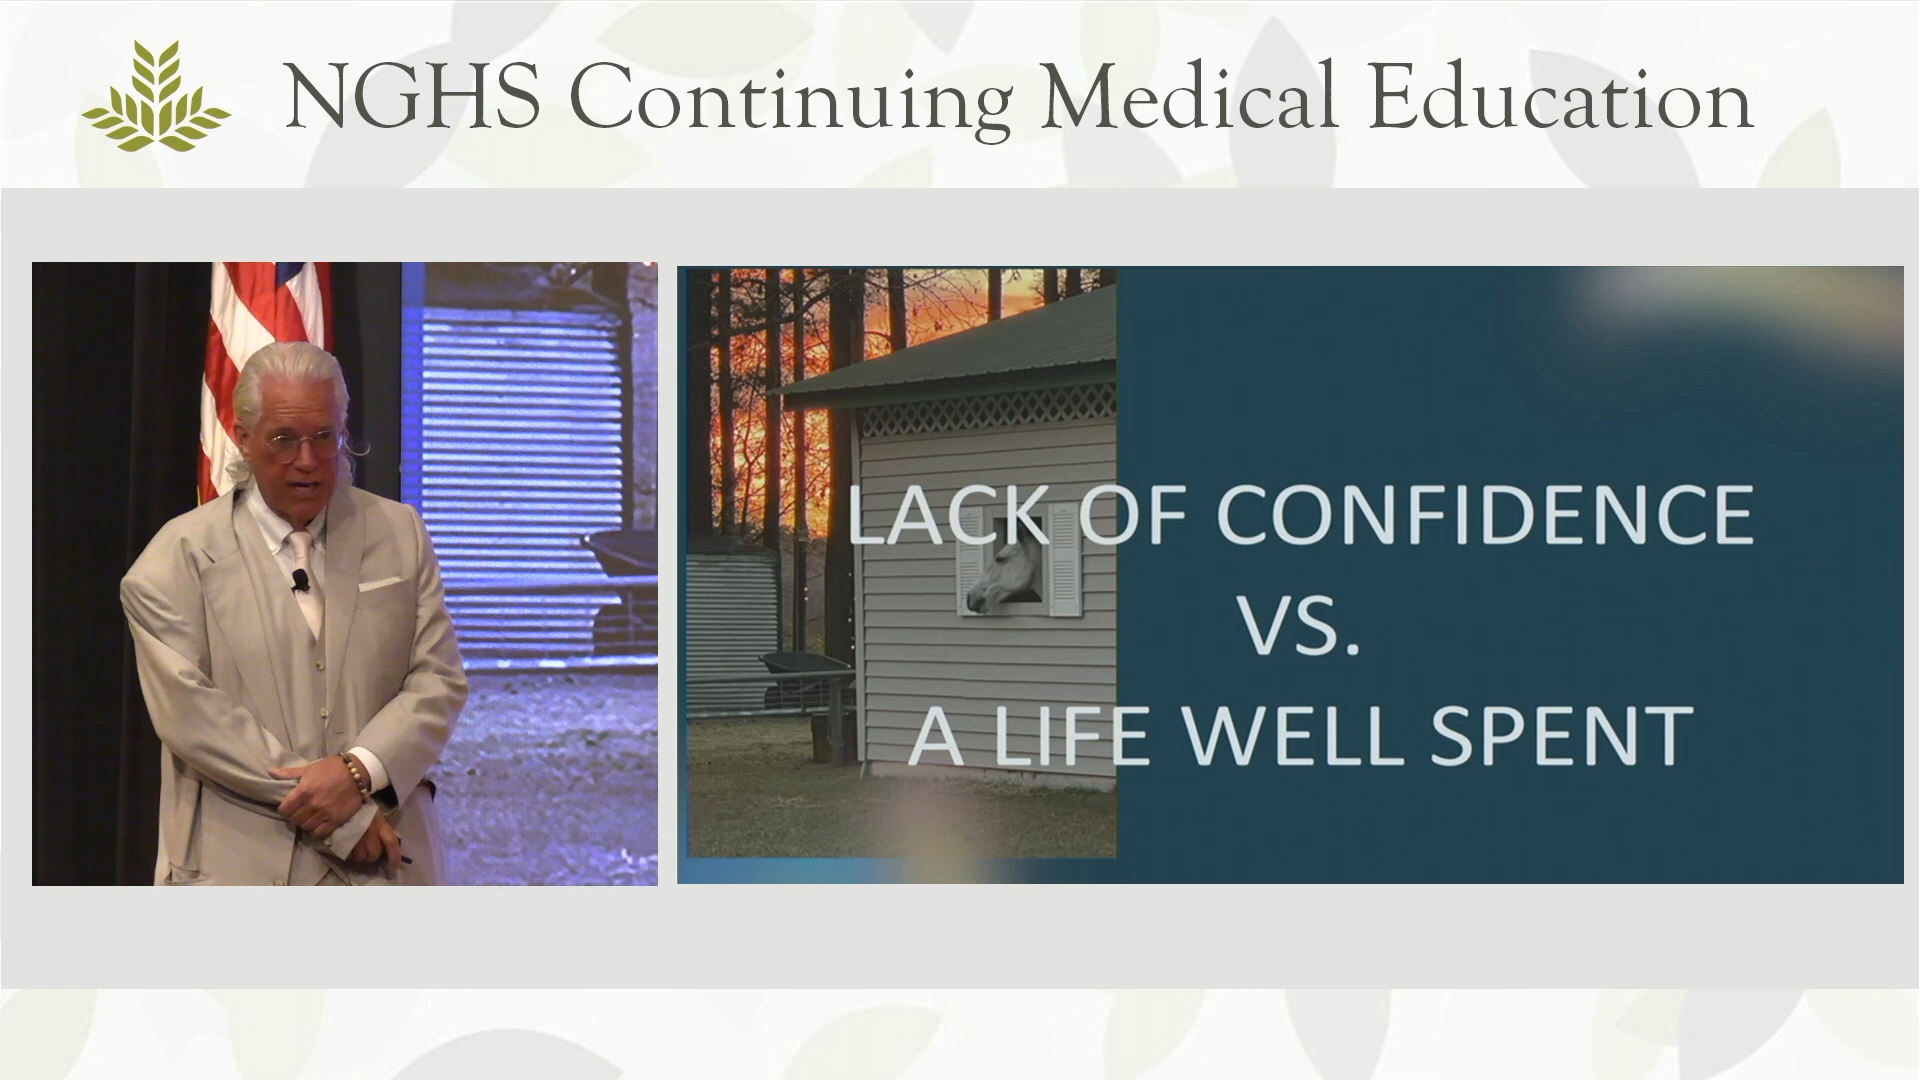 NGHS Continuing Medical Education
LACK OF CONFIDENCE
VS.
A LIFE WELL SPENT